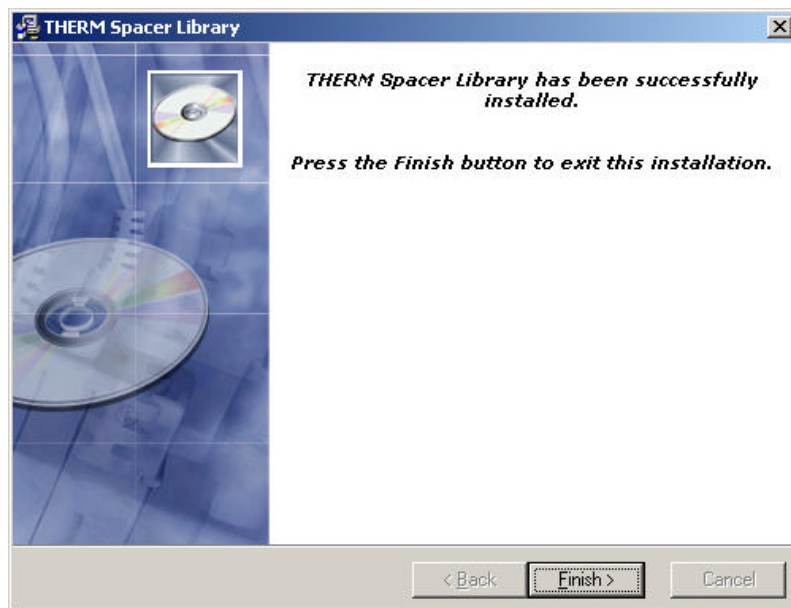 THERM Spacer Library
THERM Spacer Library has been successfully
installed.
Press the Finish button to exit this installation.
< Back
Finish >
Cancel